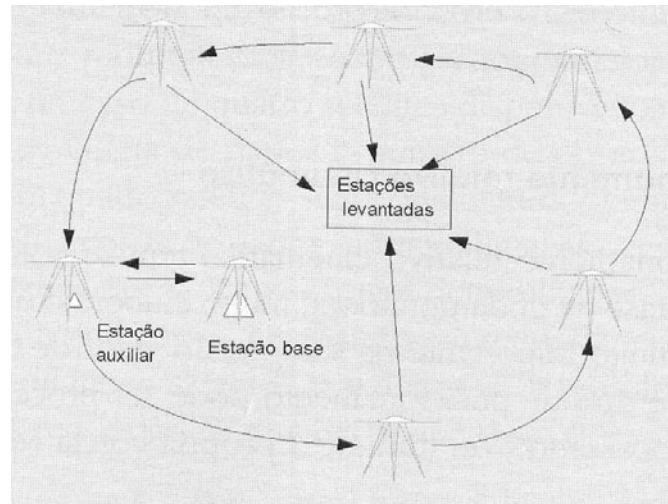 Estações
levantadas
Estação
auxiliar
Estação base